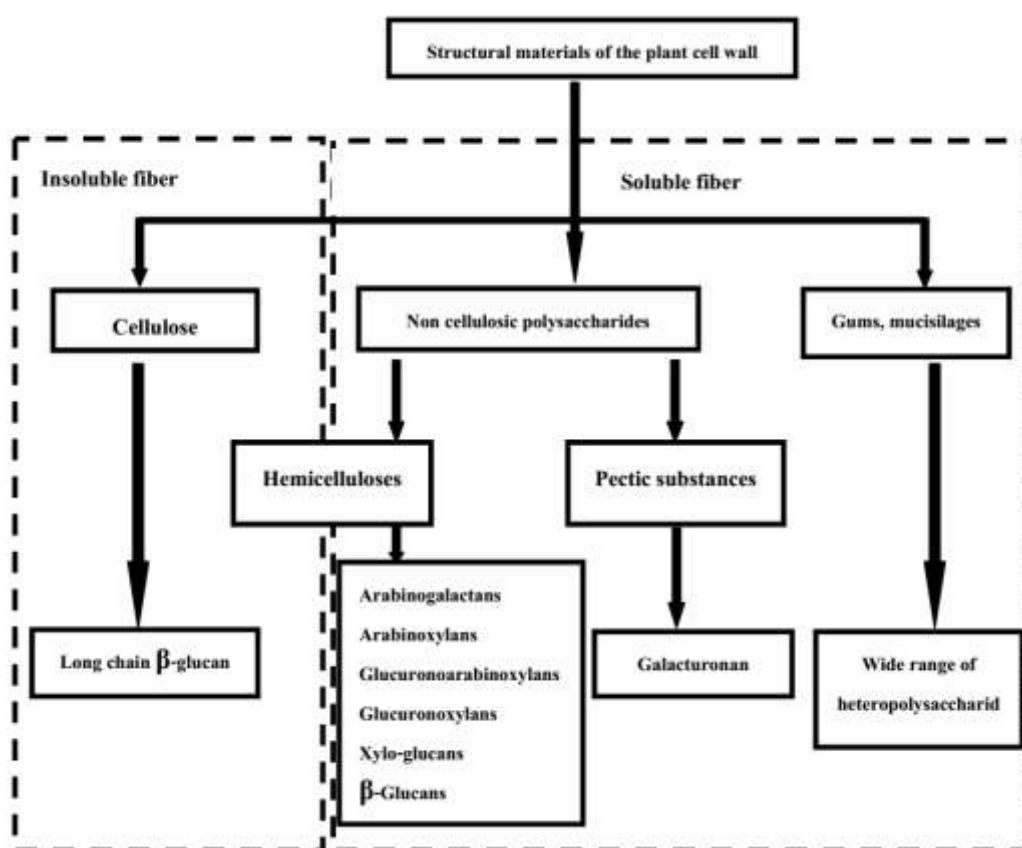 Structural materials of the plant cell wall
Insoluble fiber
Soluble fiber
Cellulose
Non cellulosic polysaccharides
Gums, mucisilages
Hemicelluloses
Pectic substances
Arabinogalactans
Arabinoxylans
Glucuronoarabinoxylans
Glucuronoxylans
Xylo-glucans
β-Glucans
Long chain β-glucan
Galacturonan
Wide range of
heteropolysaccharid